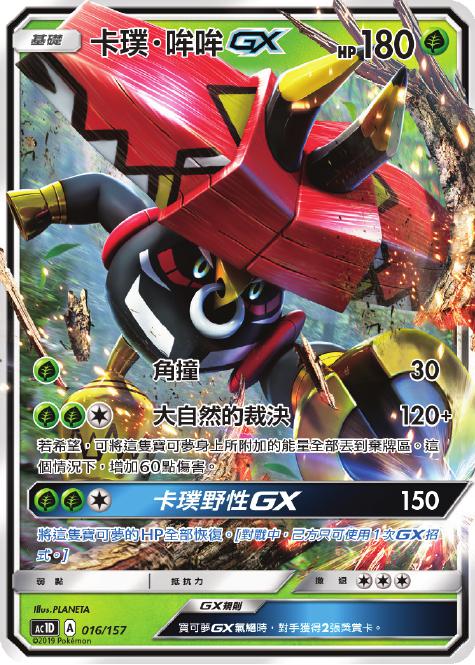 基礎 卡璞·哞哞GX HP180
角撞 30
大自然的裁決 120+
若希望,可將這隻寶可夢身上所附加的能量全部丟到棄牌區。這
個情況下,增加60點傷害。
卡璞野性GX 150
將這隻寶可夢的HP全部恢復。[對戰中,己方只可使用1次GX招
式。]
弱點 抵抗力 撤退
Illus. PLANETA
GX規則
AC1D A 016/157
寶可夢GX氣絕時,對手獲得2張獎賞卡。
©2019 Pokémon